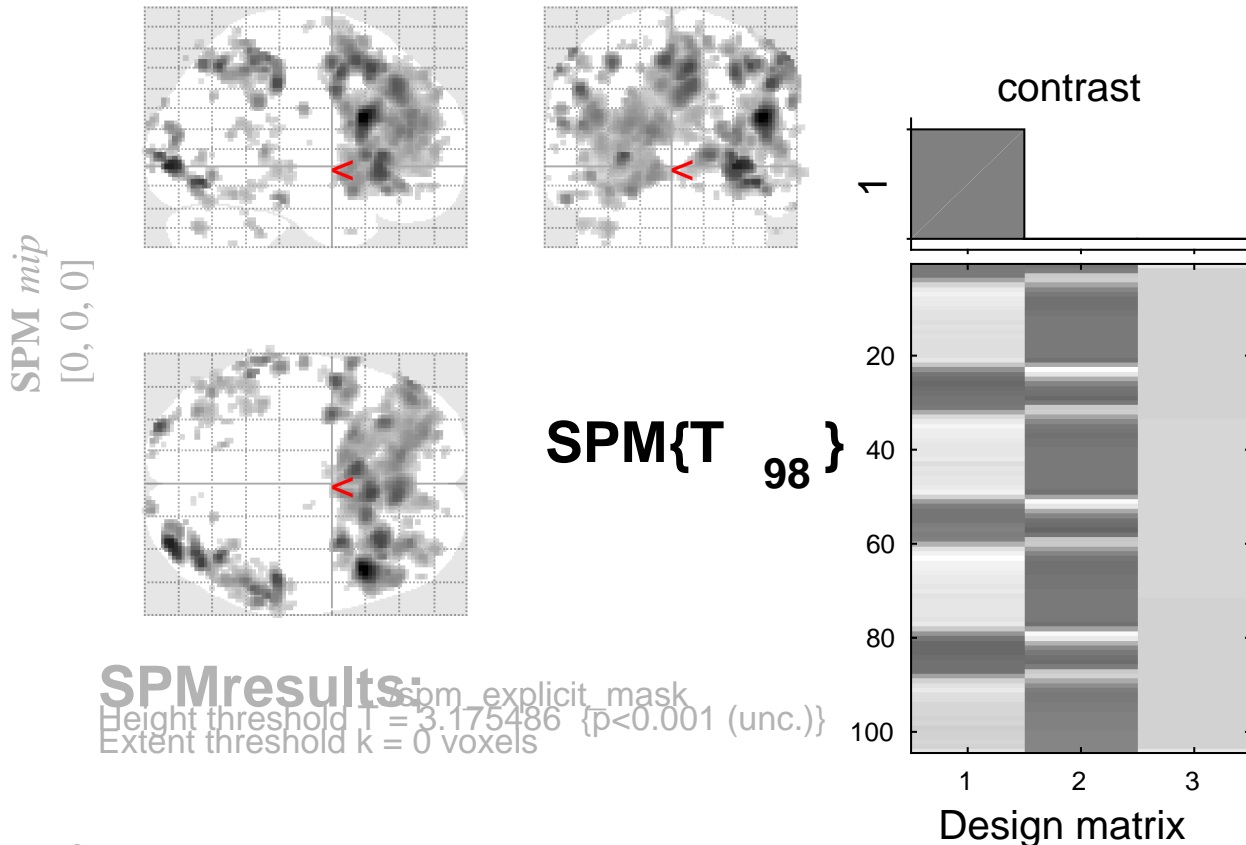 SPM mip
[0, 0, 0]
<
<
<
SPM{T 98}
contrast
1
20
40
60
80
100
1 2 3
Design matrix
SPMresults: ./spm_explicit_mask
Height threshold T = 3.175486 {p<0.001 (unc.)}
Extent threshold k = 0 voxels